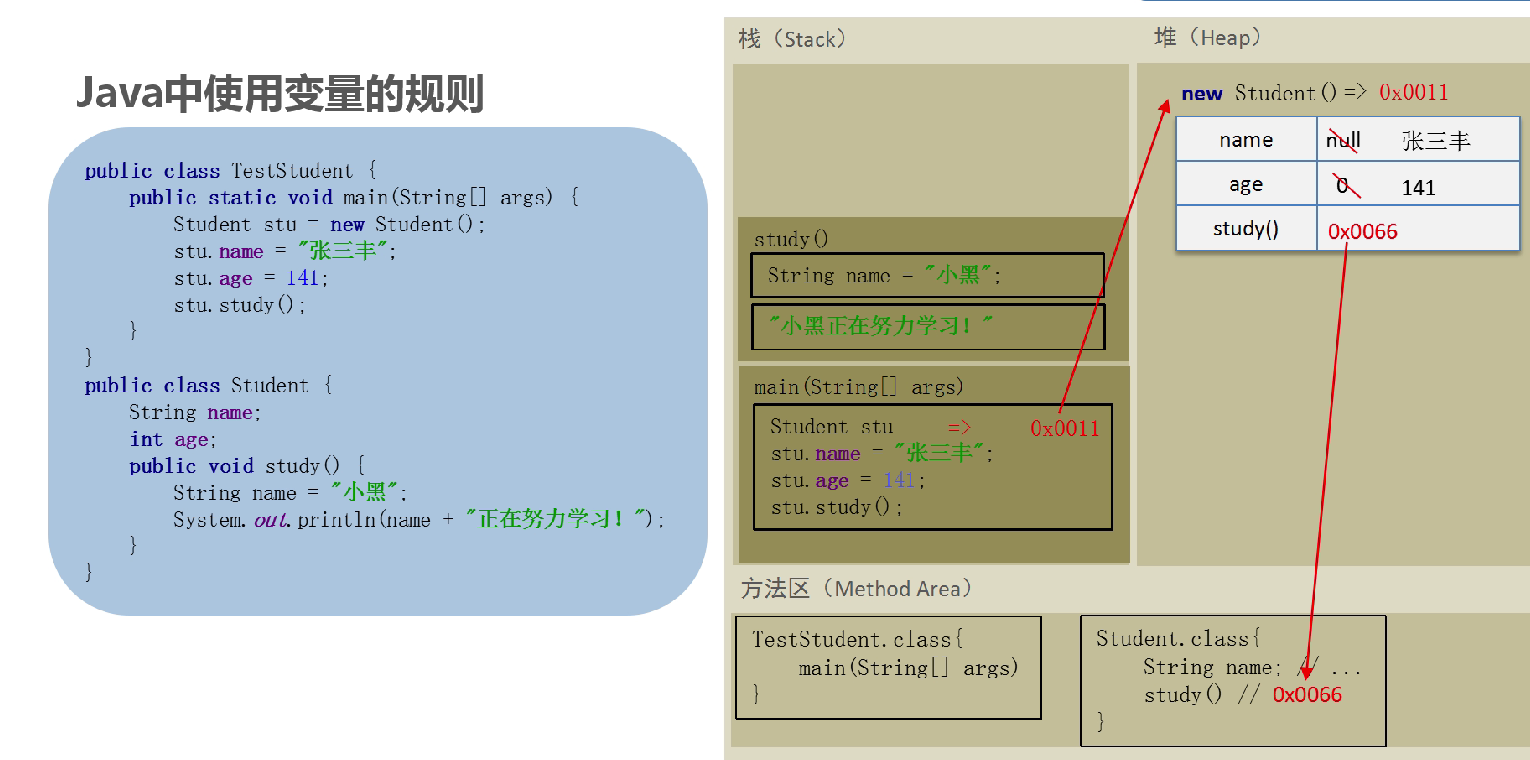 Java中使用变量的规则
public class TestStudent {
public static void main(String[] args) {
Student stu = new Student();
stu.name = "张三丰";
stu.age = 141;
stu.study();
}
}
public class Student {
String name;
int age;
public void study() {
String name = "小黑";
System.out.println(name + "正在努力学习! ");
}
}
栈（Stack）
study()
String name = "小黑";
"小黑正在努力学习! "
main(String[] args)
Student stu => 0x0011
stu.name = "张三丰";
stu.age = 141;
stu.study();
堆（Heap）
new Student() => 0x0011
name null 张三丰
age 0 141
study() 0x0066
方法区（Method Area）
TestStudent.class{
main(String[] args)
}
Student.class{
String name; // ...
study() // 0x0066
}